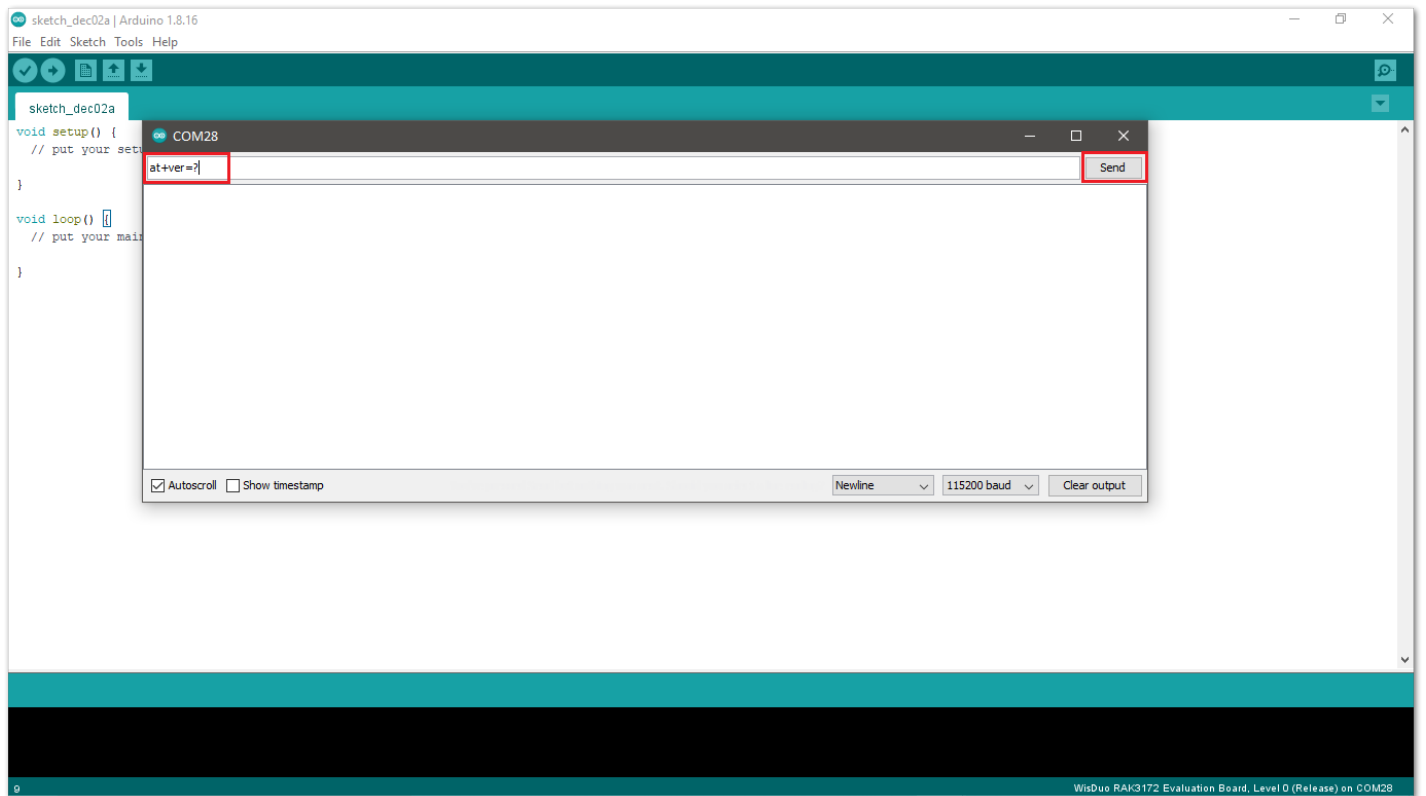 sketch_dec02a | Arduino 1.8.16
File Edit Sketch Tools Help
sketch_dec02a
void setup() {
// put your setu
}
void loop() {
// put your main
}
COM28
at+ver=?
Send
Autoscroll Show timestamp Newline 115200 baud Clear output
9 WisDuo RAK3172 Evaluation Board, Level 0 (Release) on COM28